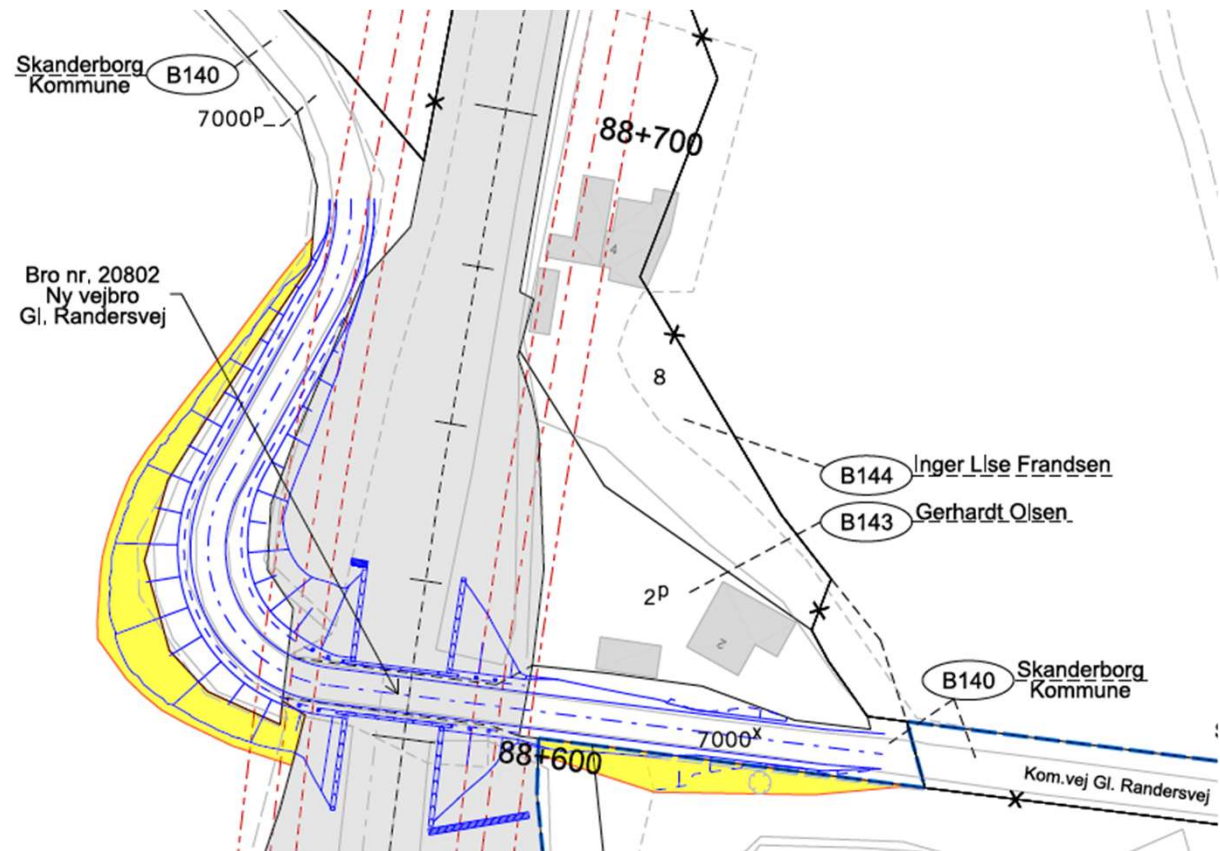 Skanderborg
Kommune
B140
7000p
88+700
4
Bro nr. 20802
Ny vejbro
Gl. Randersvej
8
B144
Inger Lise Frandsen
B143
Gerhardt Olsen
2p
2
B140
Skanderborg
Kommune
7000x
88+600
Kom.vej Gl. Randersvej